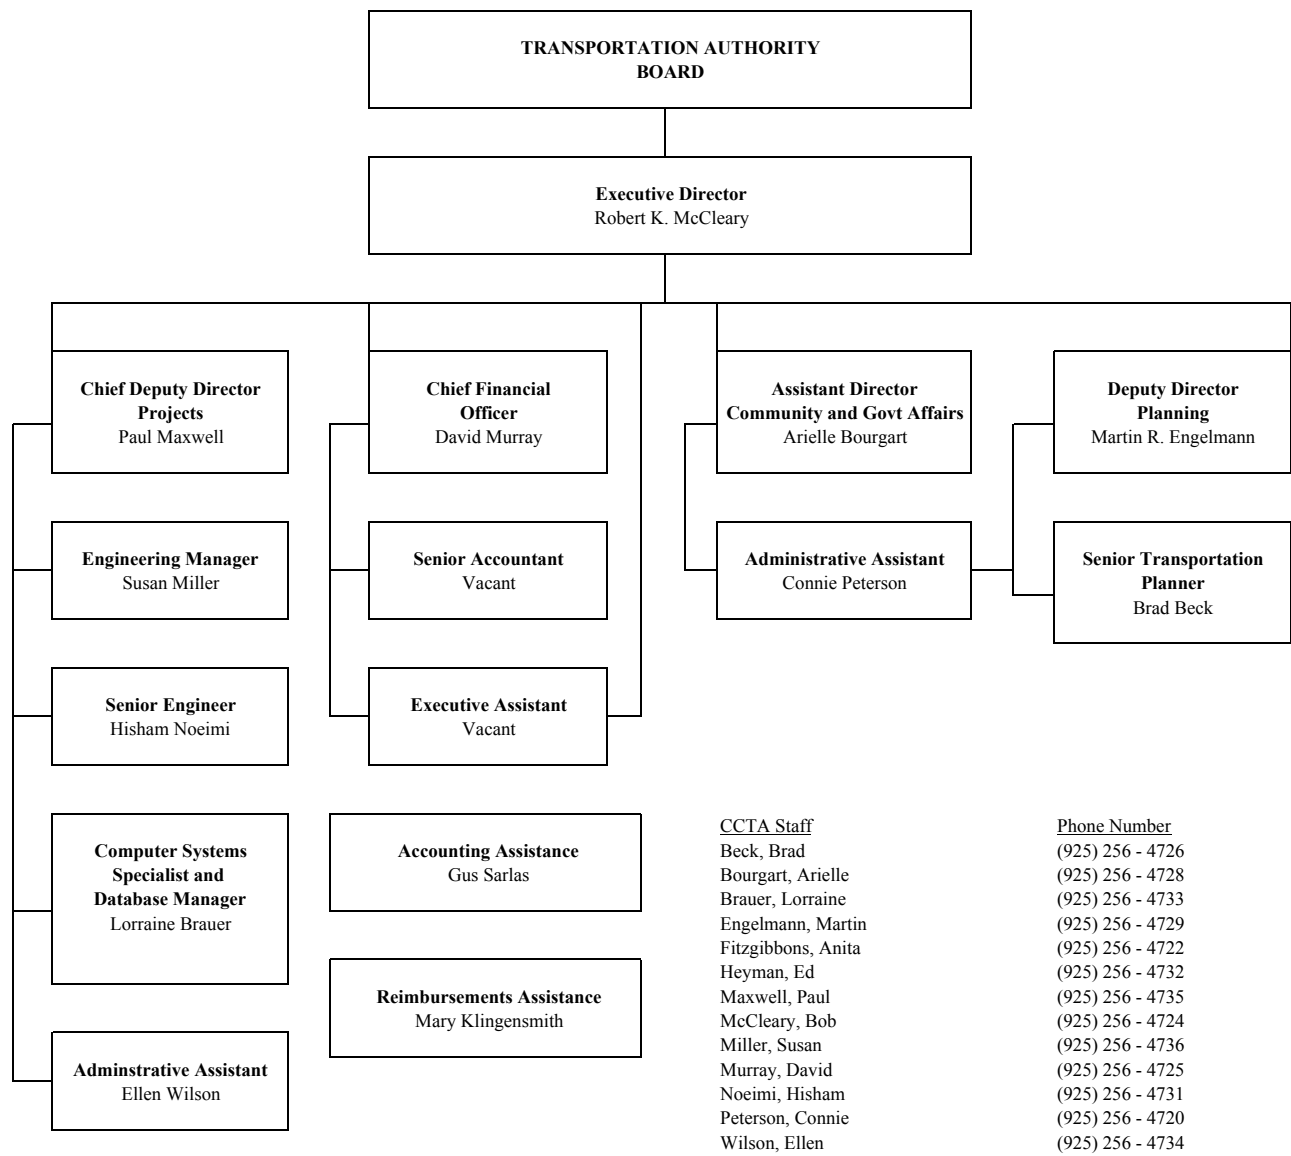 TRANSPORTATION AUTHORITY
BOARD
Executive Director
Robert K. McCleary
Chief Deputy Director
Projects
Paul Maxwell
Chief Financial
Officer
David Murray
Assistant Director
Community and Govt Affairs
Arielle Bourgart
Deputy Director
Planning
Martin R. Engelmann
Engineering Manager
Susan Miller
Senior Accountant
Vacant
Administrative Assistant
Connie Peterson
Senior Transportation
Planner
Brad Beck
Senior Engineer
Hisham Noeimi
Executive Assistant
Vacant
Computer Systems
Specialist and
Database Manager
Lorraine Brauer
Accounting Assistance
Gus Sarlas
Reimbursements Assistance
Mary Klingensmith
Adminstrative Assistant
Ellen Wilson
CCTA Staff Phone Number
Beck, Brad (925) 256 - 4726
Bourgart, Arielle (925) 256 - 4728
Brauer, Lorraine (925) 256 - 4733
Engelmann, Martin (925) 256 - 4729
Fitzgibbons, Anita (925) 256 - 4722
Heyman, Ed (925) 256 - 4732
Maxwell, Paul (925) 256 - 4735
McCleary, Bob (925) 256 - 4724
Miller, Susan (925) 256 - 4736
Murray, David (925) 256 - 4725
Noeimi, Hisham (925) 256 - 4731
Peterson, Connie (925) 256 - 4720
Wilson, Ellen (925) 256 - 4734